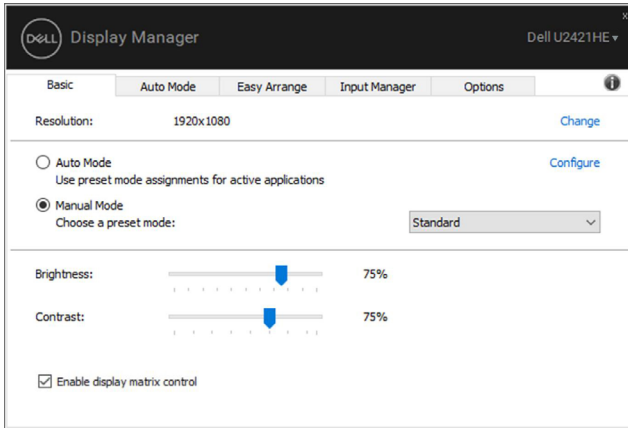 x
DELL Display Manager Dell U2421HE
Basic Auto Mode Easy Arrange Input Manager Options i
Resolution: 1920x1080 Change
Auto Mode Configure
Use preset mode assignments for active applications
Manual Mode
Choose a preset mode: Standard
Brightness: 75%
Contrast: 75%
Enable display matrix control